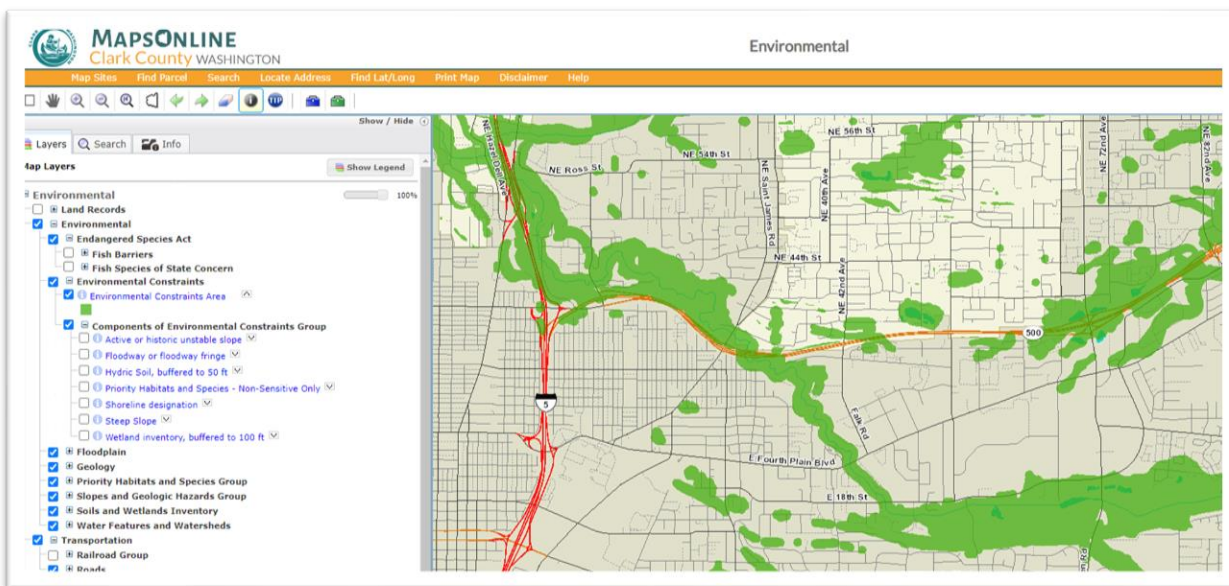 MAPSONLINE
Clark County WASHINGTON
Environmental
Map Sites Find Parcel Search Locate Address Find Lat/Long Print Map Disclaimer Help
TIP
Show / Hide
Layers Search Info
Map Layers Show Legend
Environmental 100%
Land Records
Environmental
Endangered Species Act
Fish Barriers
Fish Species of State Concern
Environmental Constraints
Environmental Constraints Area
Components of Environmental Constraints Group
Active or historic unstable slope
Floodway or floodway fringe
Hydric Soil, buffered to 50 ft
Priority Habitats and Species - Non-Sensitive Only
Shoreline designation
Steep Slope
Wetland inventory, buffered to 100 ft
Floodplain
Geology
Priority Habitats and Species Group
Slopes and Geologic Hazards Group
Soils and Wetlands Inventory
Water Features and Watersheds
Transportation
Railroad Group
Roads
NE Hazel Dell Ave
NE Ross St
NE 54th St
NE Saint James Rd
NE 56th St
NE 40th Ave
NE 44th St
NE 42nd Ave
NE 72nd Ave
NE 82nd Ave
500
5
Falk Rd
E Fourth Plain Blvd
E 18th St
Rd